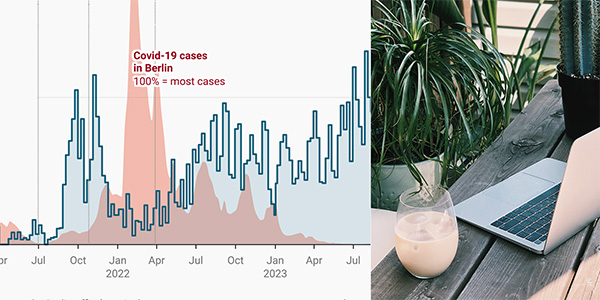 Covid-19 cases
in Berlin
100% = most cases
Jul
Oct
Jan
2022
Apr
Jul
Oct
Jan
2023
Apr
Jul